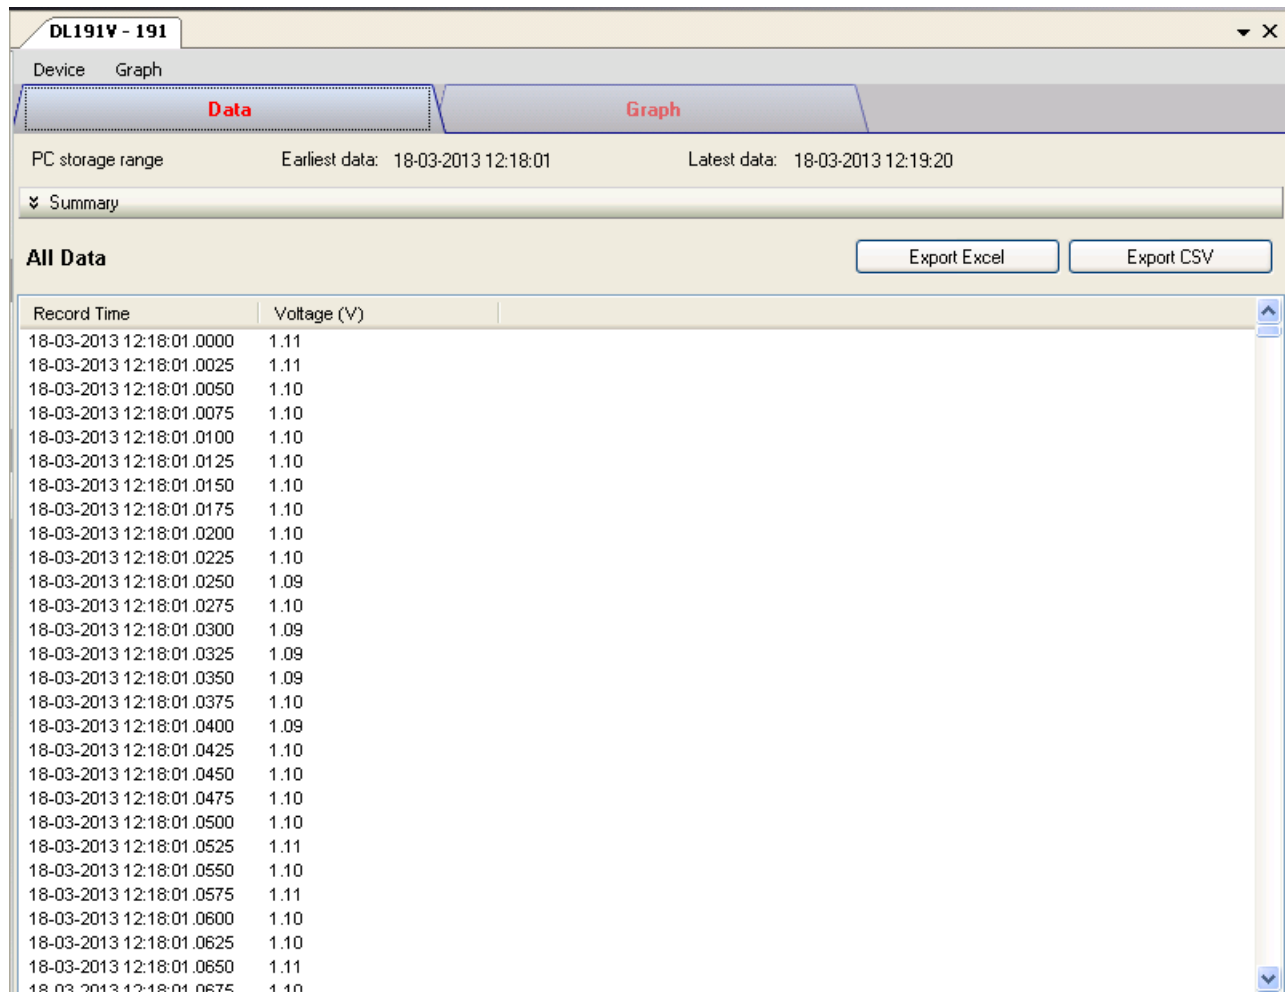 DL191V - 191
Device Graph
Data Graph
PC storage range Earliest data: 18-03-2013 12:18:01 Latest data: 18-03-2013 12:19:20
Summary
All Data Export Excel Export CSV
Record Time Voltage (V)
18-03-2013 12:18:01.0000 1.11
18-03-2013 12:18:01.0025 1.11
18-03-2013 12:18:01.0050 1.10
18-03-2013 12:18:01.0075 1.10
18-03-2013 12:18:01.0100 1.10
18-03-2013 12:18:01.0125 1.10
18-03-2013 12:18:01.0150 1.10
18-03-2013 12:18:01.0175 1.10
18-03-2013 12:18:01.0200 1.10
18-03-2013 12:18:01.0225 1.10
18-03-2013 12:18:01.0250 1.09
18-03-2013 12:18:01.0275 1.10
18-03-2013 12:18:01.0300 1.09
18-03-2013 12:18:01.0325 1.09
18-03-2013 12:18:01.0350 1.09
18-03-2013 12:18:01.0375 1.10
18-03-2013 12:18:01.0400 1.09
18-03-2013 12:18:01.0425 1.10
18-03-2013 12:18:01.0450 1.10
18-03-2013 12:18:01.0475 1.10
18-03-2013 12:18:01.0500 1.10
18-03-2013 12:18:01.0525 1.11
18-03-2013 12:18:01.0550 1.10
18-03-2013 12:18:01.0575 1.11
18-03-2013 12:18:01.0600 1.10
18-03-2013 12:18:01.0625 1.10
18-03-2013 12:18:01.0650 1.11
18-03-2013 12:18:01.0675 1.10